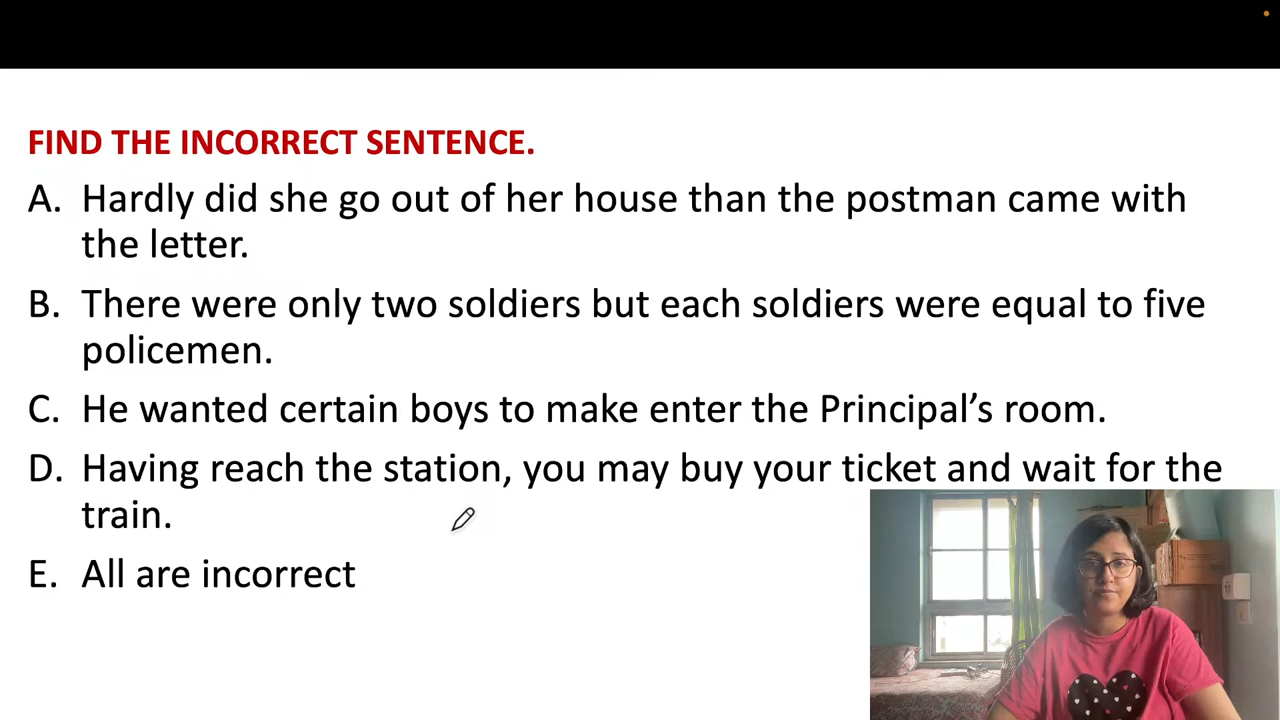 FIND THE INCORRECT SENTENCE.
A. Hardly did she go out of her house than the postman came with
the letter.
B. There were only two soldiers but each soldiers were equal to five
policemen.
C. He wanted certain boys to make enter the Principal’s room.
D. Having reach the station, you may buy your ticket and wait for the
train.
E. All are incorrect